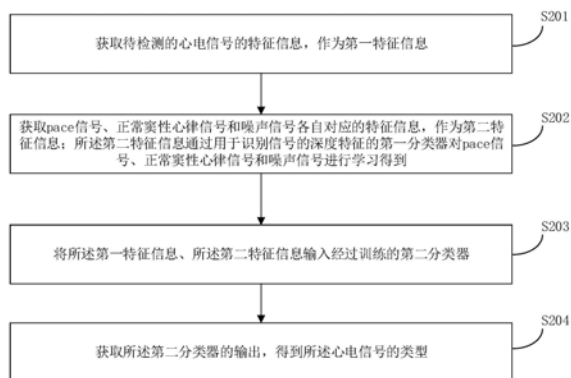 S201
获取待检测的心电信号的特征信息，作为第一特征信息
S202
获取pace信号、正常窦性心律信号和噪声信号各自对应的特征信息，作为第二特
征信息；所述第二特征信息通过用于识别信号的深度特征的第一分类器对pace信
号、正常窦性心律信号和噪声信号进行学习得到
S203
将所述第一特征信息、所述第二特征信息输入经过训练的第二分类器
S204
获取所述第二分类器的输出，得到所述心电信号的类型